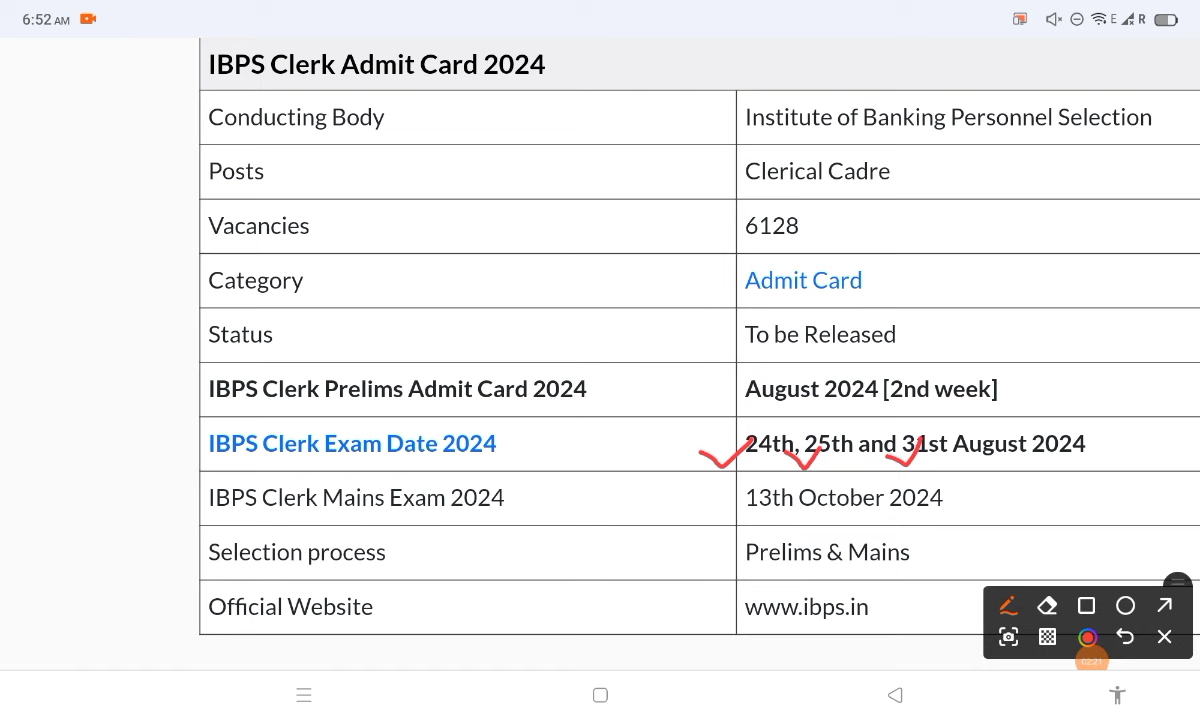 6:52 AM
E R
IBPS Clerk Admit Card 2024
Conducting Body Institute of Banking Personnel Selection
Posts Clerical Cadre
Vacancies 6128
Category Admit Card
Status To be Released
IBPS Clerk Prelims Admit Card 2024 August 2024 [2nd week]
IBPS Clerk Exam Date 2024 24th, 25th and 31st August 2024
IBPS Clerk Mains Exam 2024 13th October 2024
Selection process Prelims & Mains
Official Website www.ibps.in
02:21